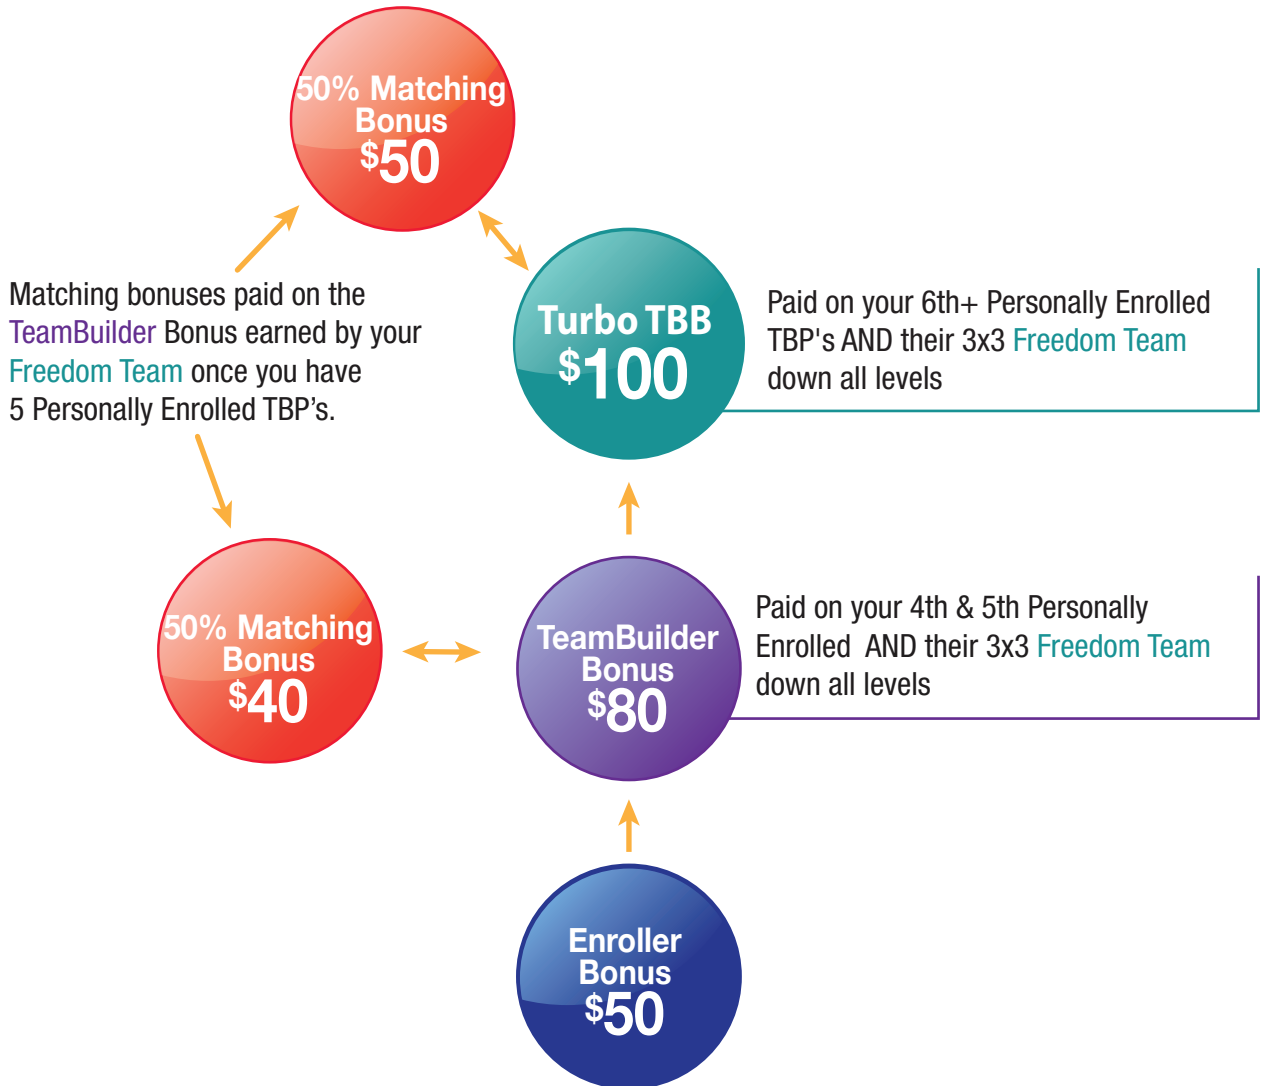 50% Matching
Bonus
$50
Matching bonuses paid on the
TeamBuilder Bonus earned by your
Freedom Team once you have
5 Personally Enrolled TBP’s.
Turbo TBB
$100
Paid on your 6th+ Personally Enrolled
TBP's AND their 3x3 Freedom Team
down all levels
50% Matching
Bonus
$40
TeamBuilder
Bonus
$80
Paid on your 4th & 5th Personally
Enrolled AND their 3x3 Freedom Team
down all levels
Enroller
Bonus
$50